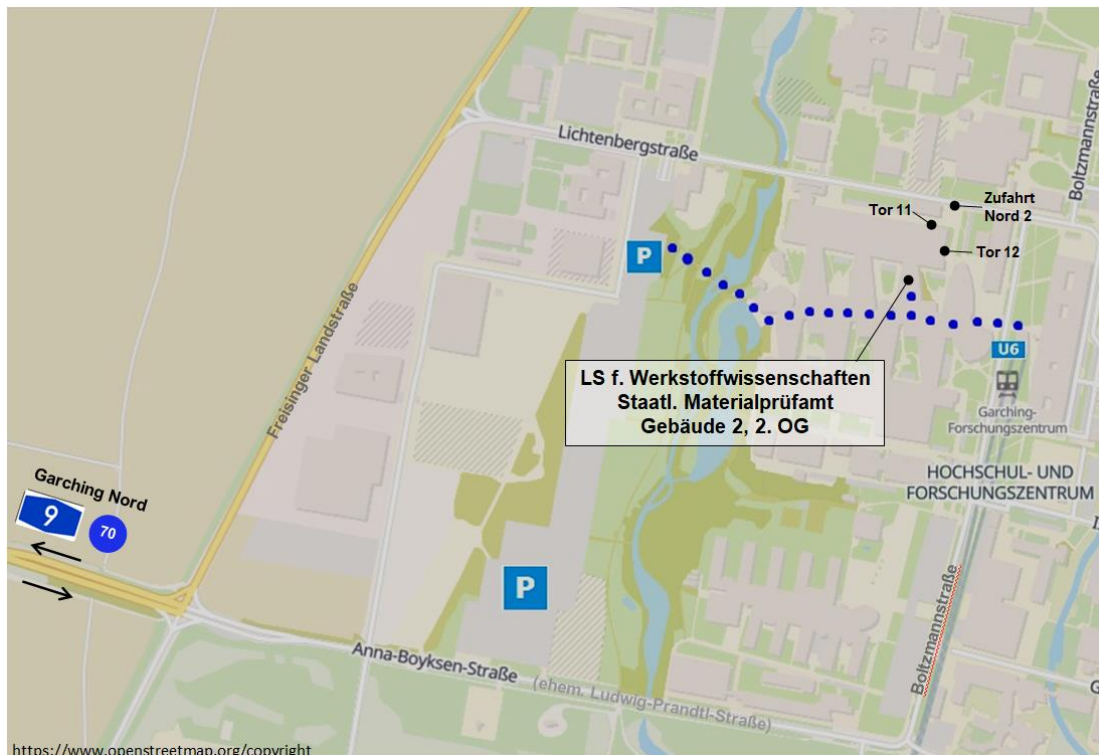 Lichtenbergstraße
Boltzmannstraße
Zufahrt
Nord 2
Tor 11
Tor 12
P
Freisinger Landstraße
U6
LS f. Werkstoffwissenschaften
Staatl. Materialprüfamt
Gebäude 2, 2. OG
Garching-
Forschungszentrum
HOCHSCHUL- UND
FORSCHUNGSZENTRUM
Garching Nord
9
70
P
Boltzmannstraße
Anna-Boyksen-Straße
(ehem. Ludwig-Prandtl-Straße)
G
https://www.openstreetmap.org/copyright